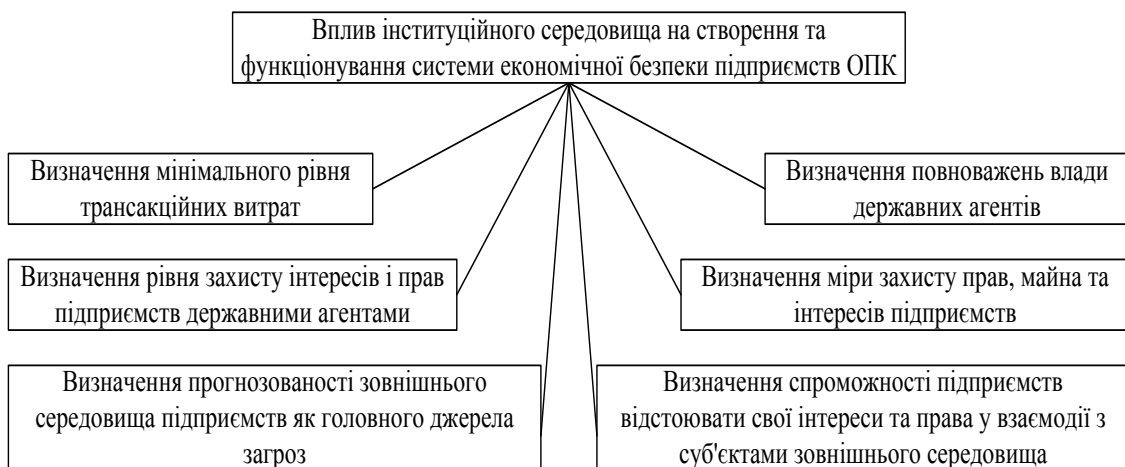 Вплив інституційного середовища на створення та
функціонування системи економічної безпеки підприємств ОПК
Визначення мінімального рівня
трансакційних витрат
Визначення повноважень влади
державних агентів
Визначення рівня захисту інтересів і прав
підприємств державними агентами
Визначення міри захисту прав, майна та
інтересів підприємств
Визначення прогнозованості зовнішнього
середовища підприємств як головного джерела
загроз
Визначення спроможності підприємств
відстоювати свої інтереси та права у взаємодії з
суб'єктами зовнішнього середовища